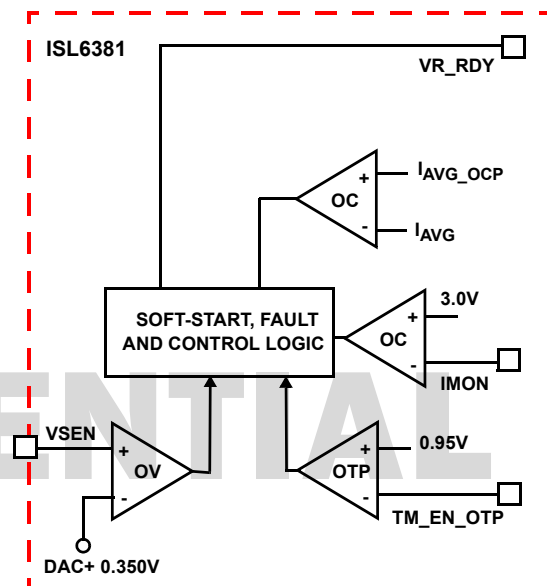 ISL6381
VR_RDY
+
OC
-
IAVG_OCP
IAVG
SOFT-START, FAULT
AND CONTROL LOGIC
3.0V
+
OC
-
IMON
ENTIAL
VSEN
+
OV
-
DAC+ 0.350V
0.95V
+
OTP
-
TM_EN_OTP